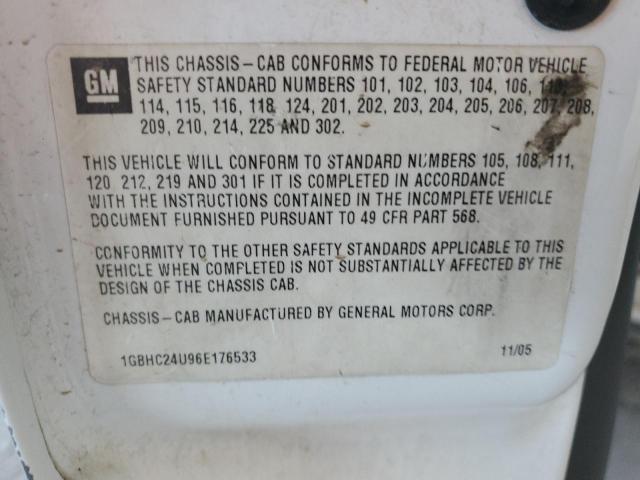 GM
THIS CHASSIS-CAB CONFORMS TO FEDERAL MOTOR VEHICLE
SAFETY STANDARD NUMBERS 101, 102, 103, 104, 106, 110,
114, 115, 116, 118, 124, 201, 202, 203, 204, 205, 206, 207, 208,
209, 210, 214, 225 AND 302.
THIS VEHICLE WILL CONFORM TO STANDARD NUMBERS 105, 108, 111,
120, 212, 219 AND 301 IF IT IS COMPLETED IN ACCORDANCE
WITH THE INSTRUCTIONS CONTAINED IN THE INCOMPLETE VEHICLE
DOCUMENT FURNISHED PURSUANT TO 49 CFR PART 568.
CONFORMITY TO THE OTHER SAFETY STANDARDS APPLICABLE TO THIS
VEHICLE WHEN COMPLETED IS NOT SUBSTANTIALLY AFFECTED BY THE
DESIGN OF THE CHASSIS CAB.
CHASSIS-CAB MANUFACTURED BY GENERAL MOTORS CORP.
1GBHC24U96E176533 11/05